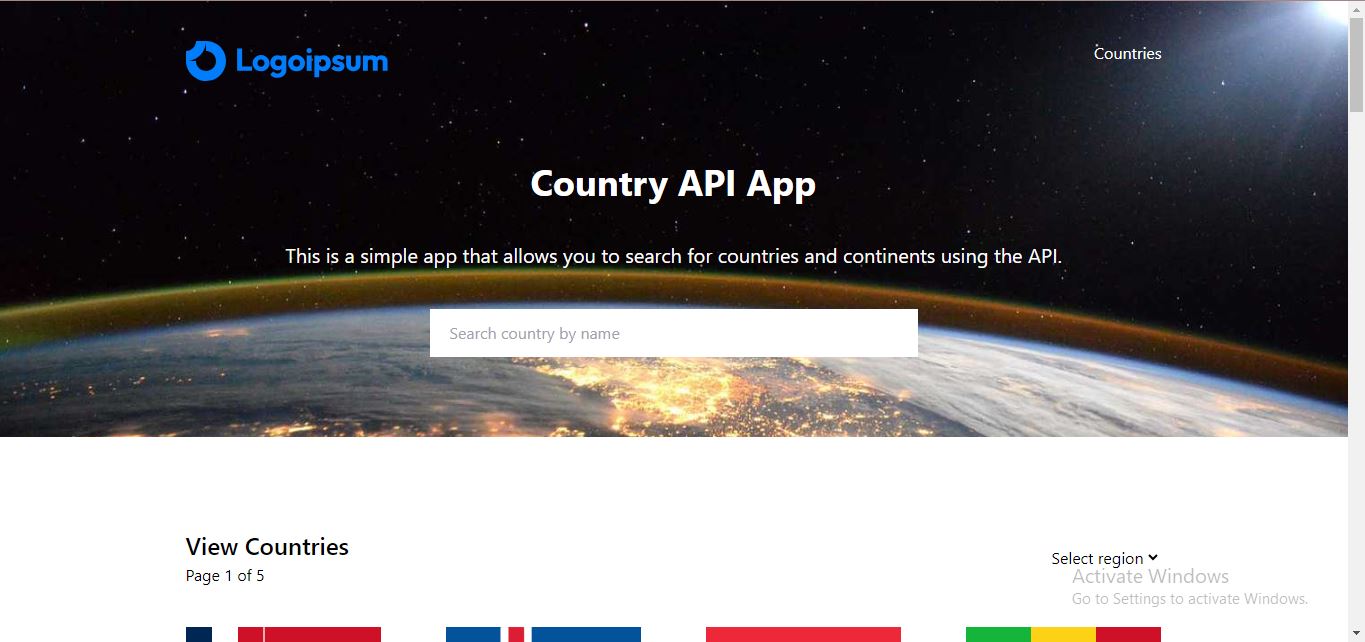 Logoipsum
Countries
Country API App
This is a simple app that allows you to search for countries and continents using the API.
Search country by name
View Countries
Page 1 of 5
Select region
Activate Windows
Go to Settings to activate Windows.